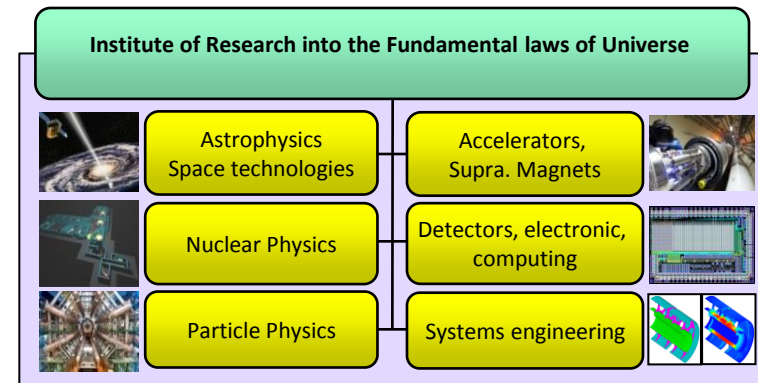 Institute of Research into the Fundamental laws of Universe
Astrophysics
Space technologies
Accelerators,
Supra. Magnets
Nuclear Physics
Detectors, electronic,
computing
Particle Physics
Systems engineering